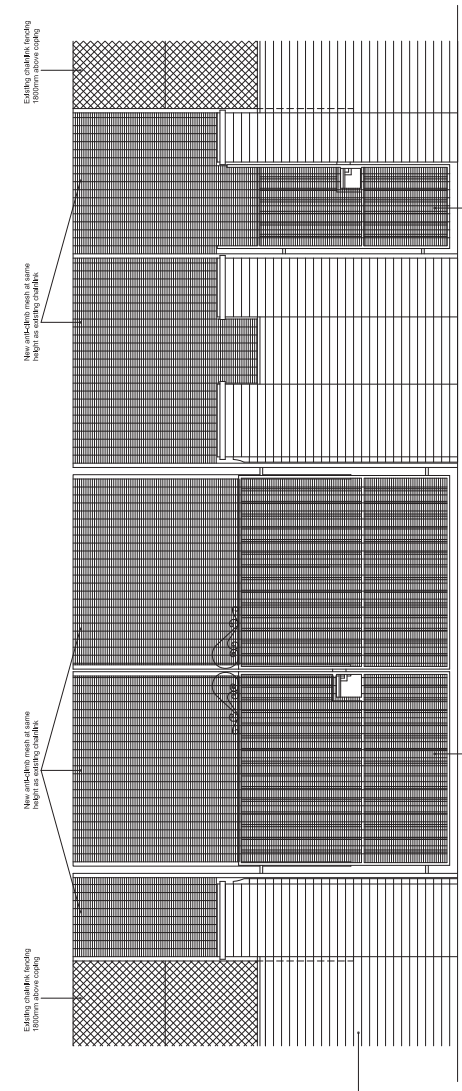 Existing chainlink fencing
1800mm above coping
New anti-climb mesh at same
height as existing chainlink
New anti-climb mesh at same
height as existing chainlink
Existing chainlink fencing
1800mm above coping